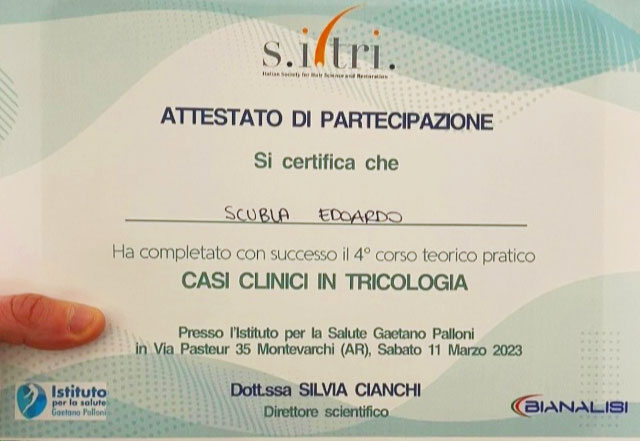 s.i.tri.
Italian Society for Hair Science and Restoration
ATTESTATO DI PARTECIPAZIONE
Si certifica che
SCUBLA EDOARDO
Ha completato con successo il 4° corso teorico pratico
CASI CLINICI IN TRICOLOGIA
Presso l'Istituto per la Salute Gaetano Palloni
in Via Pasteur 35 Montevarchi (AR), Sabato 11 Marzo 2023
Istituto
per la salute
Gaetano Palloni
Dott.ssa SILVIA CIANCHI
Direttore scientifico
BIANALISI